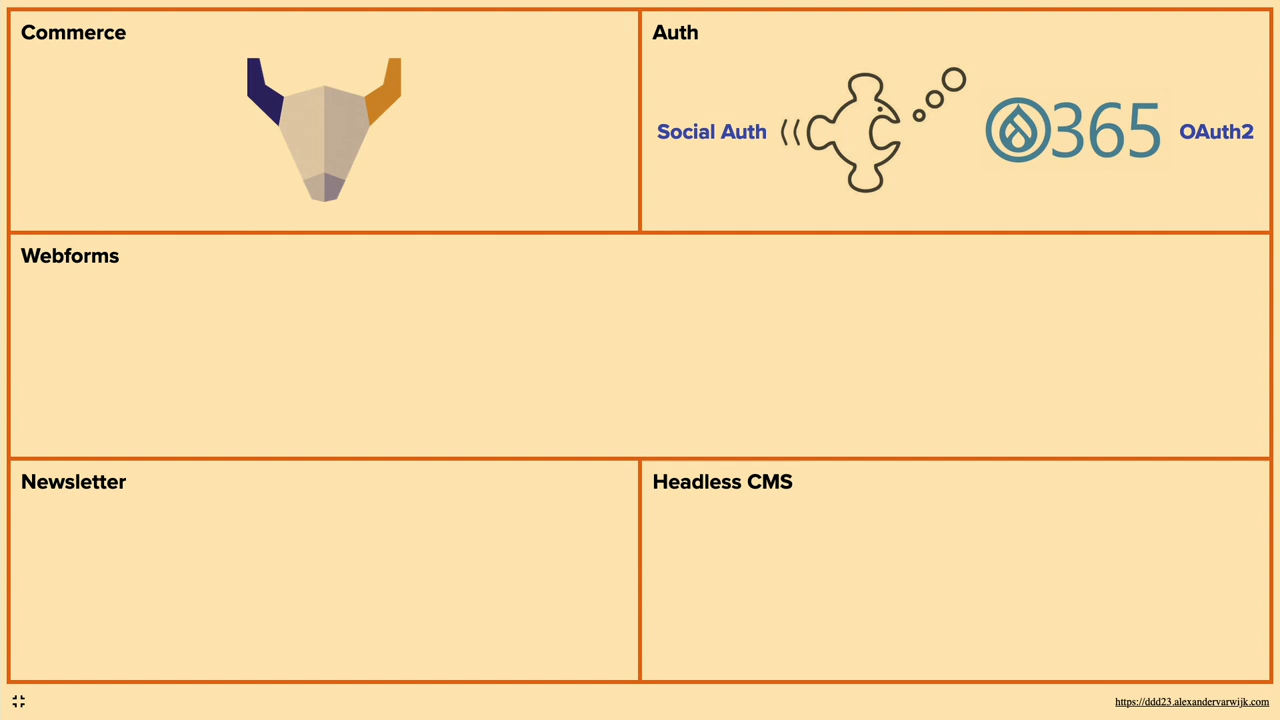 Commerce
Auth
Social Auth
365
OAuth2
Webforms
Newsletter
Headless CMS
https://ddd23.alexandervarwijk.com